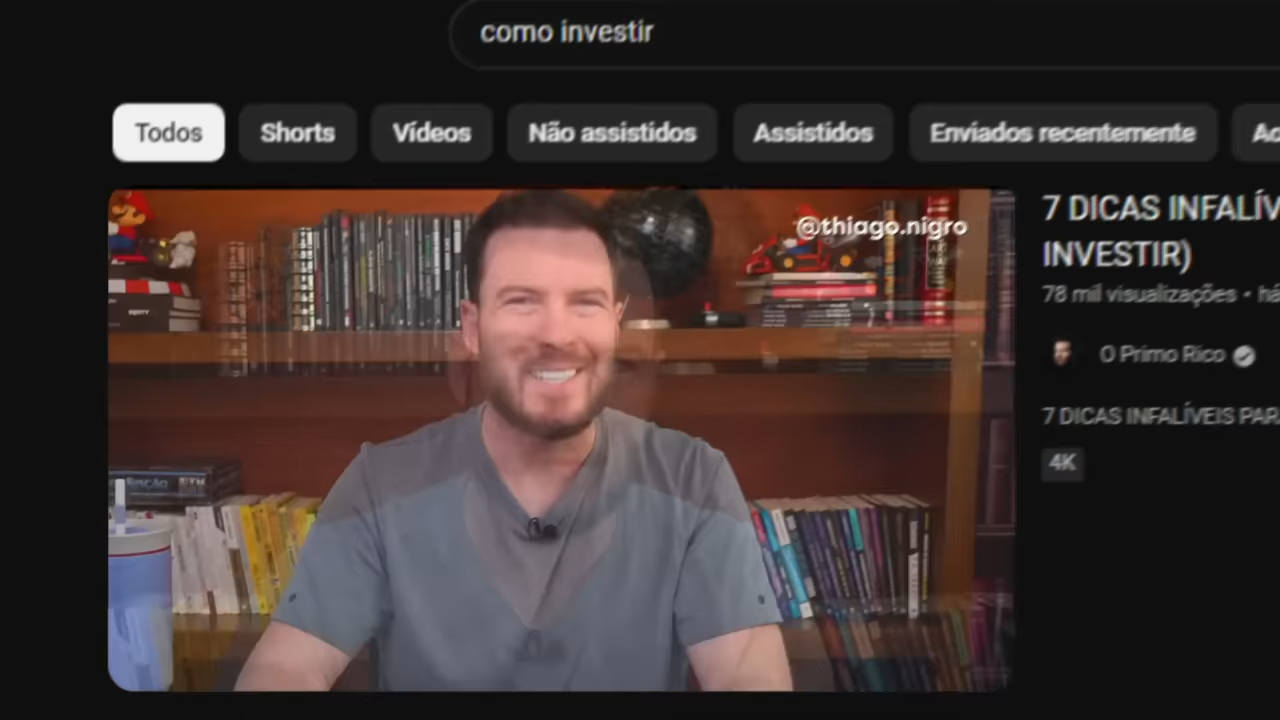 como investir
Todos
Shorts
Vídeos
Não assistidos
Assistidos
Enviados recentemente
@thiago.nigro
7 DICAS INFALÍV
INVESTIR)
78 mil visualizações • há
O Primo Rico
7 DICAS INFALÍVEIS PAR
4K